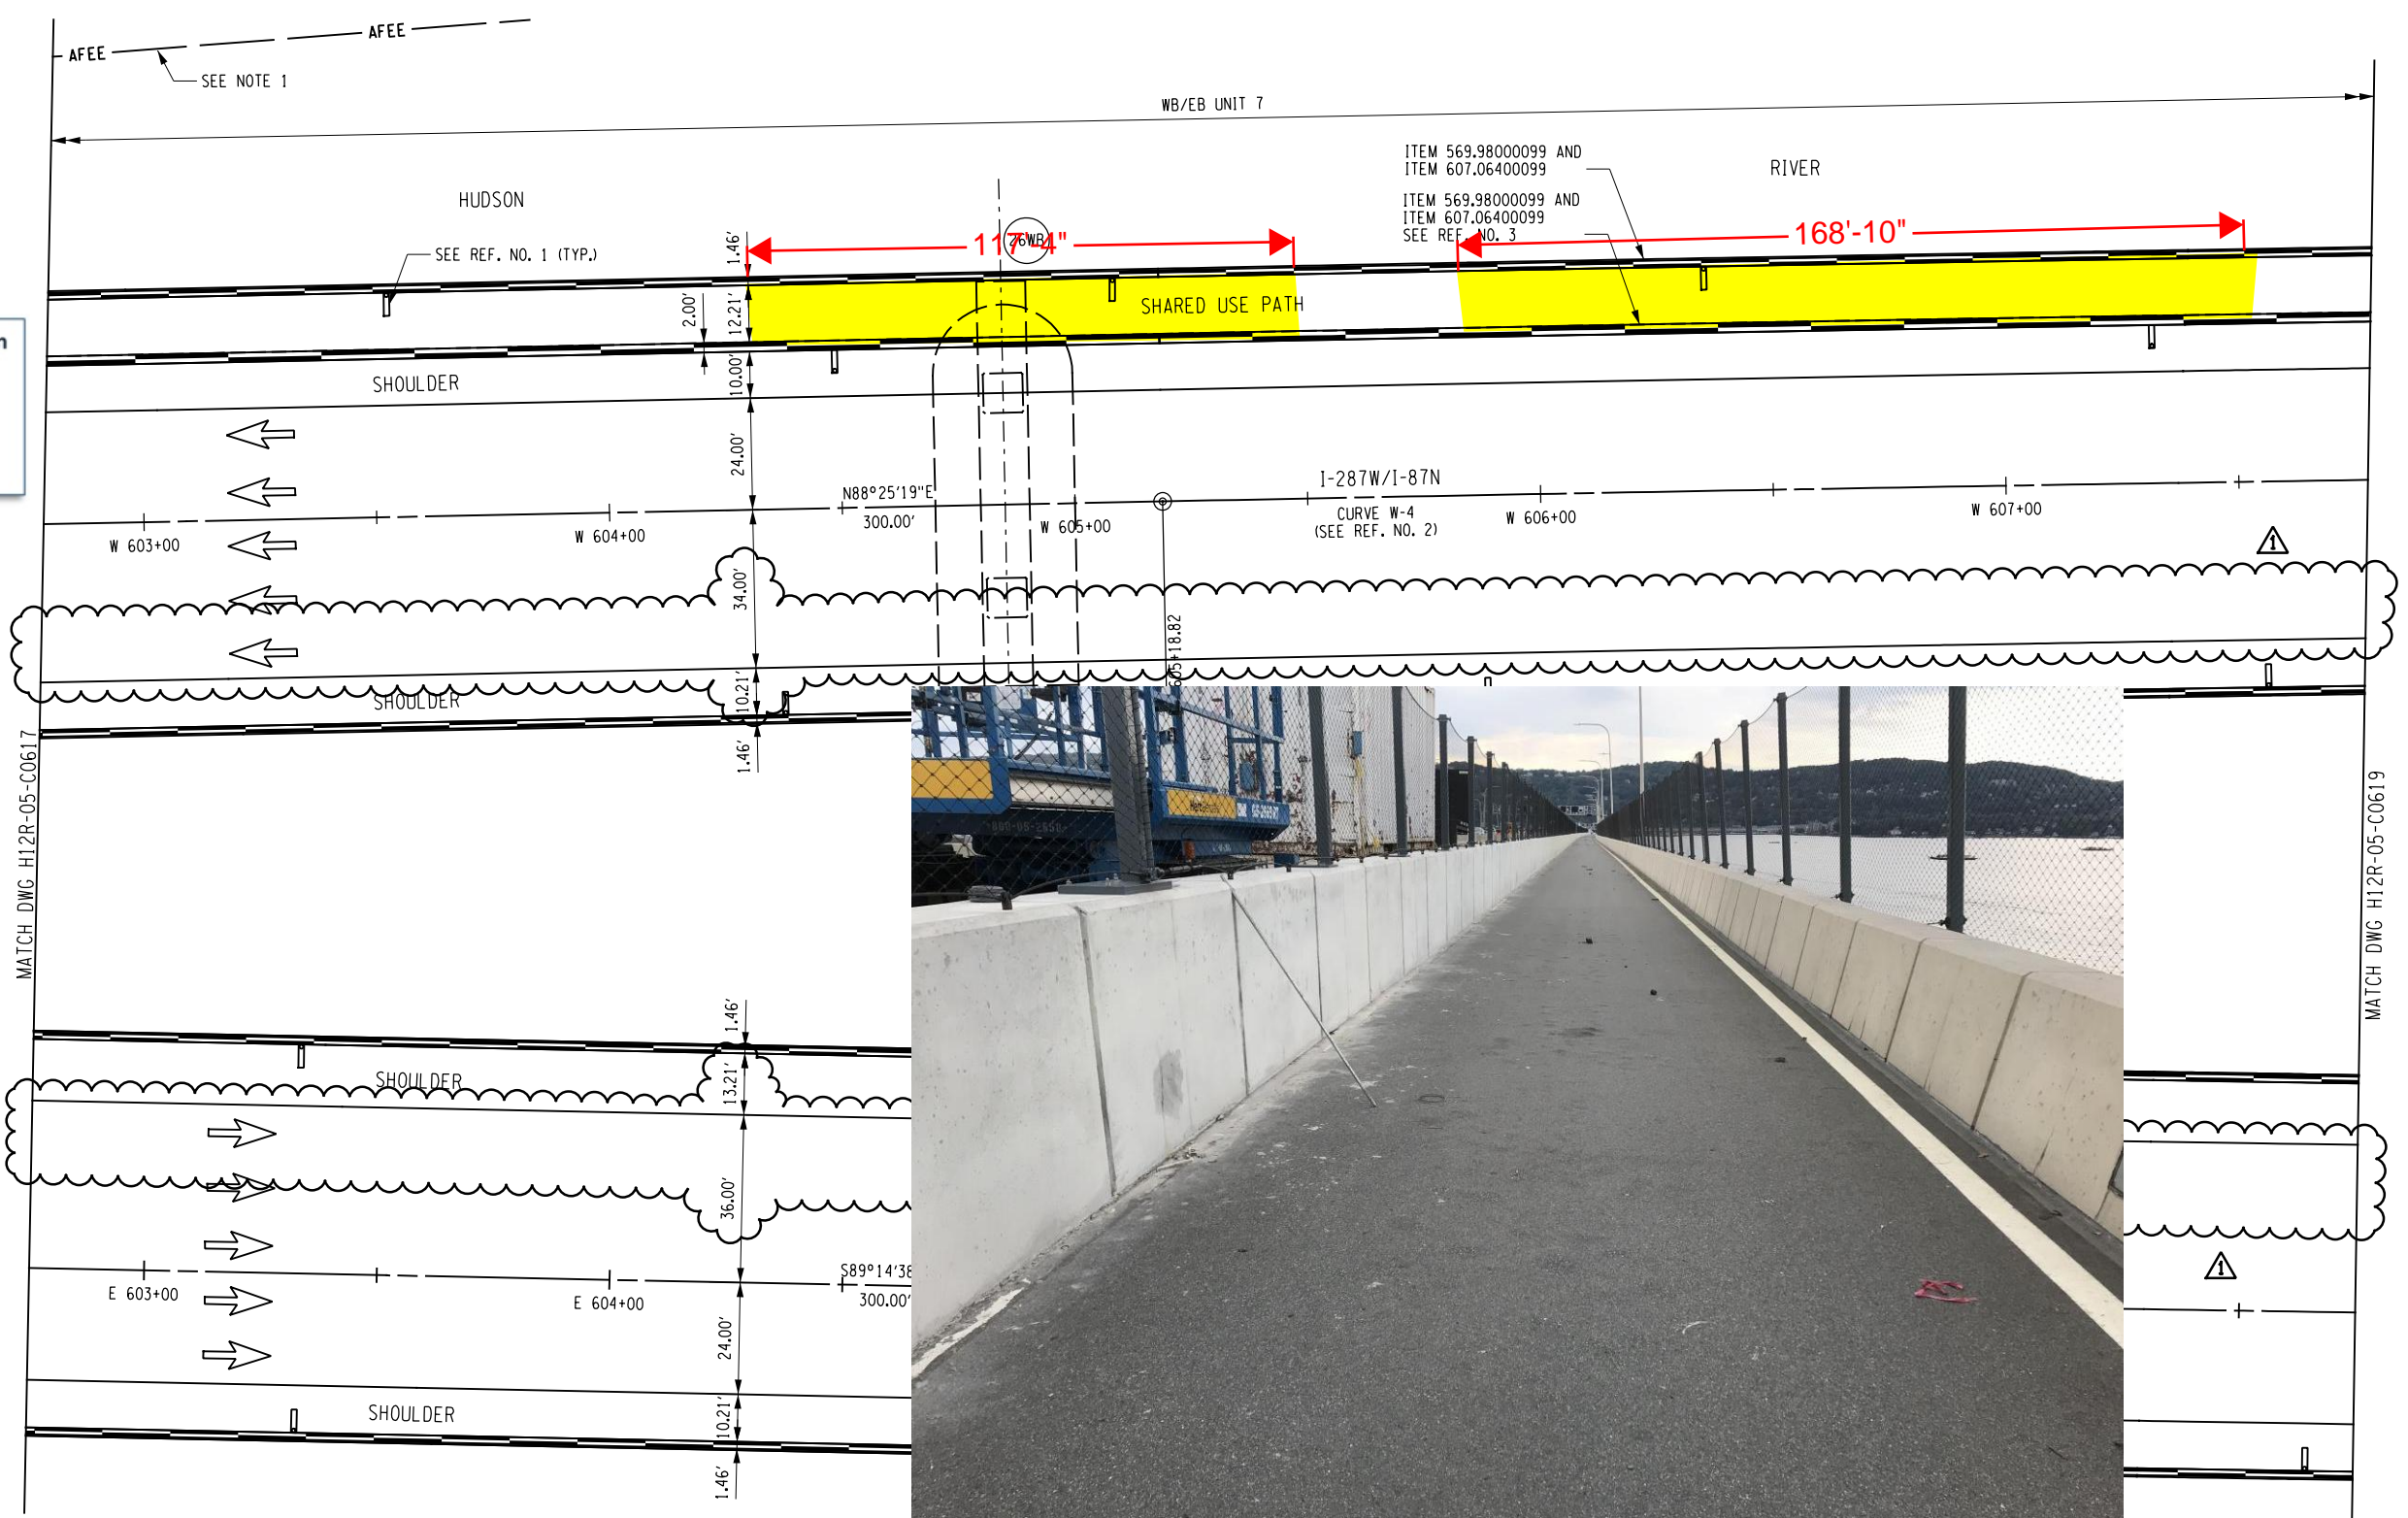 AFEE
AFEE
SEE NOTE 1
WB/EB UNIT 7
ITEM 569.98000099 AND
ITEM 607.06400099
RIVER
HUDSON
ITEM 569.98000099 AND
ITEM 607.06400099
SEE REF. NO. 3
26WB
117'-4"
168'-10"
SEE REF. NO. 1 (TYP.)
1.46'
2.00'
12.21'
SHARED USE PATH
n
n
SHOULDER
10.00'
24.00'
N88°25'19"E
300.00'
I-287W/I-87N
CURVE W-4
(SEE REF. NO. 2)
W 603+00
W 604+00
W 605+00
W 606+00
W 607+00
1
34.00'
605+18.82
SHOULDER
10.21'
1.46'
MATCH DWG H12R-05-C0617
MATCH DWG H12R-05-C0619
1.46'
SHOULDER
13.21'
36.00'
S89°14'38
300.00'
E 603+00
E 604+00
1
24.00'
SHOULDER
10.21'
1.46'